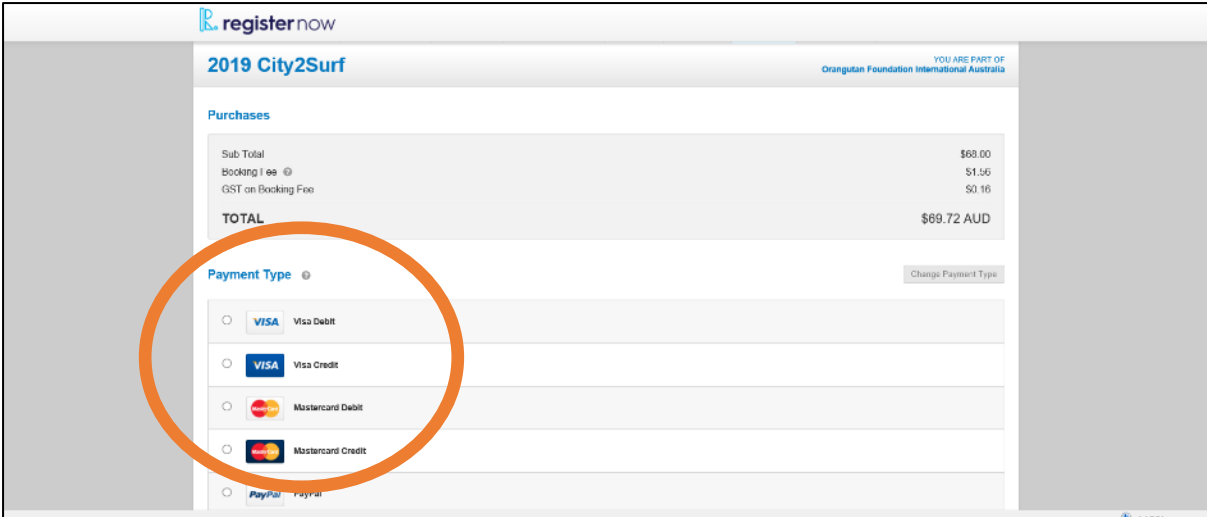 registernow
2019 City2Surf
YOU ARE PART OF
Orangutan Foundation International Australia
Purchases
Sub Total $68.00
Booking Fee $1.56
GST on Booking Fee $0.16
TOTAL $69.72 AUD
Payment Type
Change Payment Type
VISA Visa Debit
VISA Visa Credit
MasterCard Mastercard Debit
MasterCard Mastercard Credit
PayPal PayPal